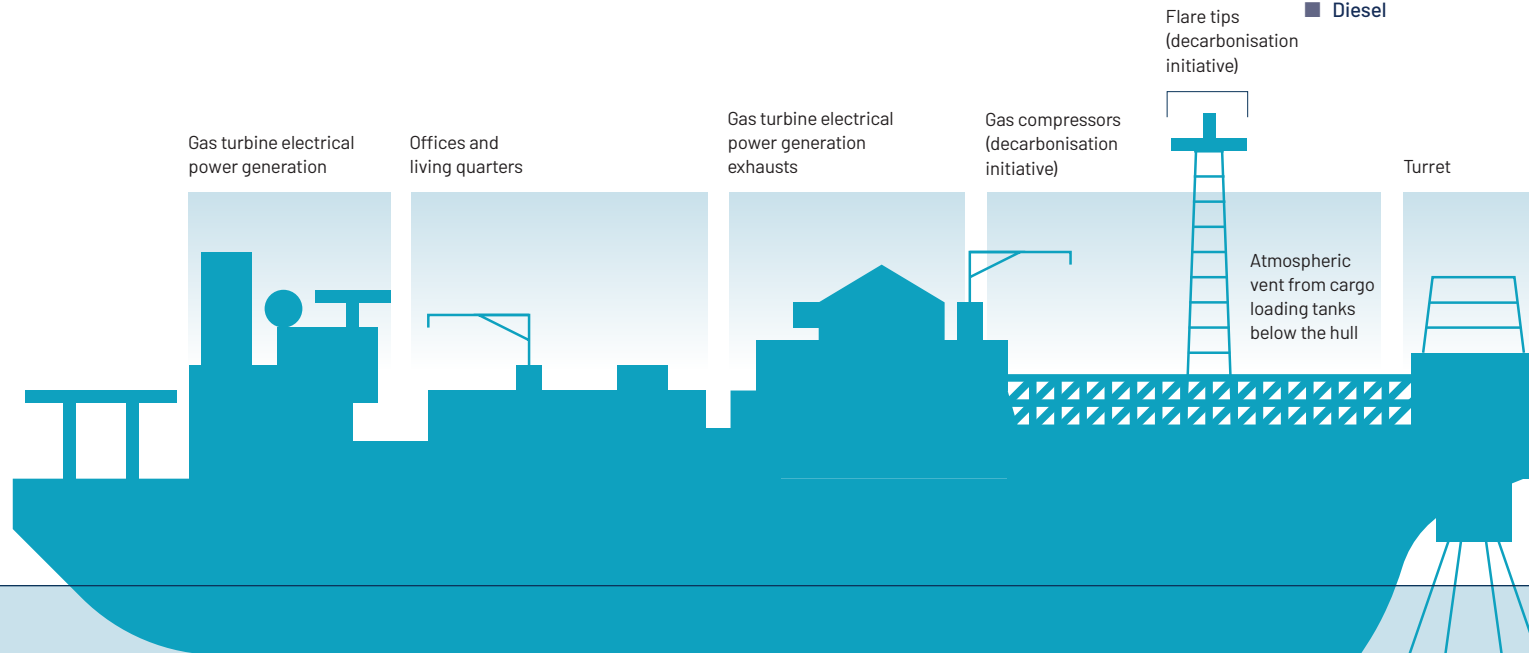 Diesel
Flare tips
(decarbonisation
initiative)
Gas turbine electrical
power generation
Offices and
living quarters
Gas turbine electrical
power generation
exhausts
Gas compressors
(decarbonisation
initiative)
Turret
Atmospheric
vent from cargo
loading tanks
below the hull